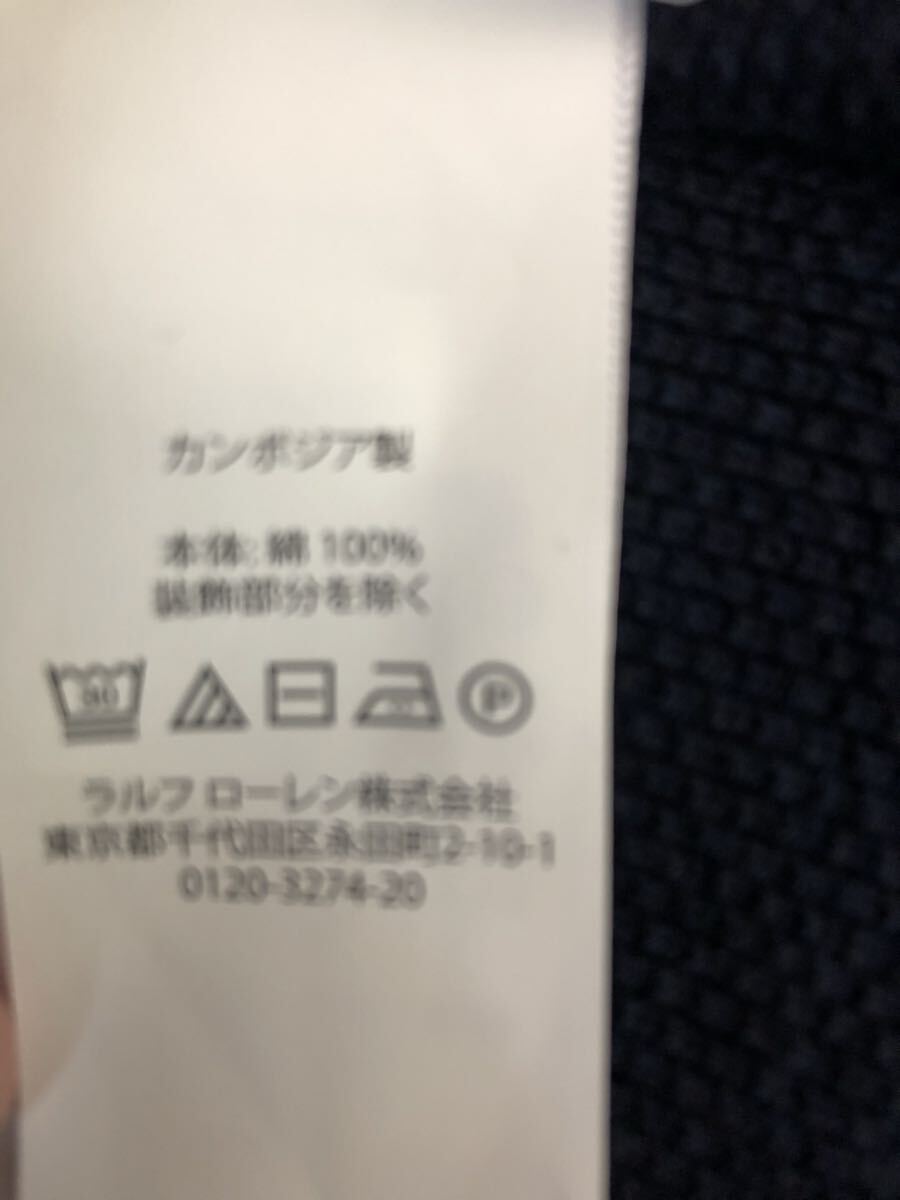 カンボジア製
本体: 綿 100%
装飾部分を除く
30
P
ラルフ ローレン株式会社
東京都千代田区永田町2-10-1
0120-3274-20